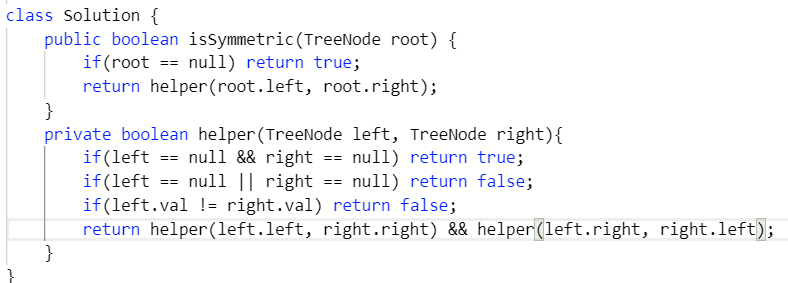 class Solution {
    public boolean isSymmetric(TreeNode root) {
        if(root == null) return true;
        return helper(root.left, root.right);
    }
    private boolean helper(TreeNode left, TreeNode right){
        if(left == null && right == null) return true;
        if(left == null || right == null) return false;
        if(left.val != right.val) return false;
        return helper(left.left, right.right) && helper(left.right, right.left);
    }
}